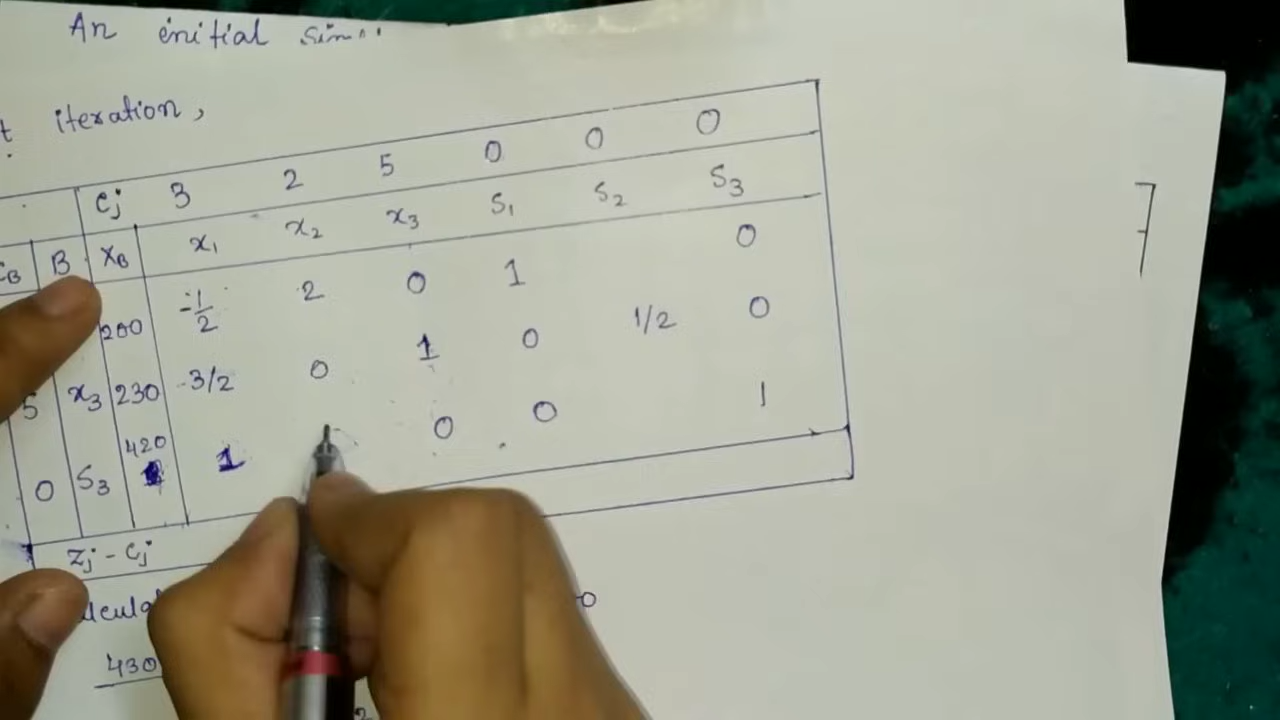 An initial
iteration,
Cj 3 2 5 0 0 0
B XB x₁ x₂ x₃ S₁ S₂ S₃
200 -1/2 2 0 1 0
5 x₃ 230 -3/2 0 1 0 1/2 0
0 S₃ 420 1 0 0 1
Zj - Cj
0
430
2